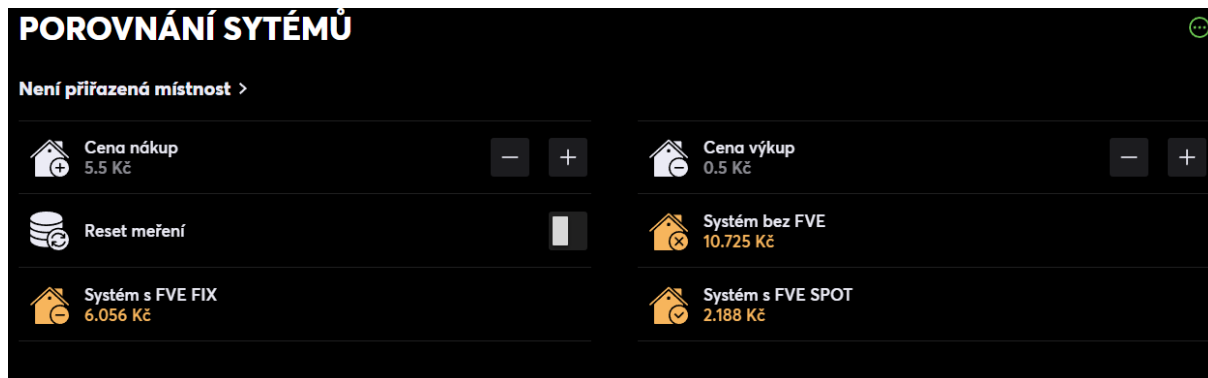 POROVNÁNÍ SYTÉMŮ
Není přiřazená místnost >
Cena nákup
5.5 Kč
Cena výkup
0.5 Kč
Reset meření
Systém bez FVE
10.725 Kč
Systém s FVE FIX
6.056 Kč
Systém s FVE SPOT
2.188 Kč